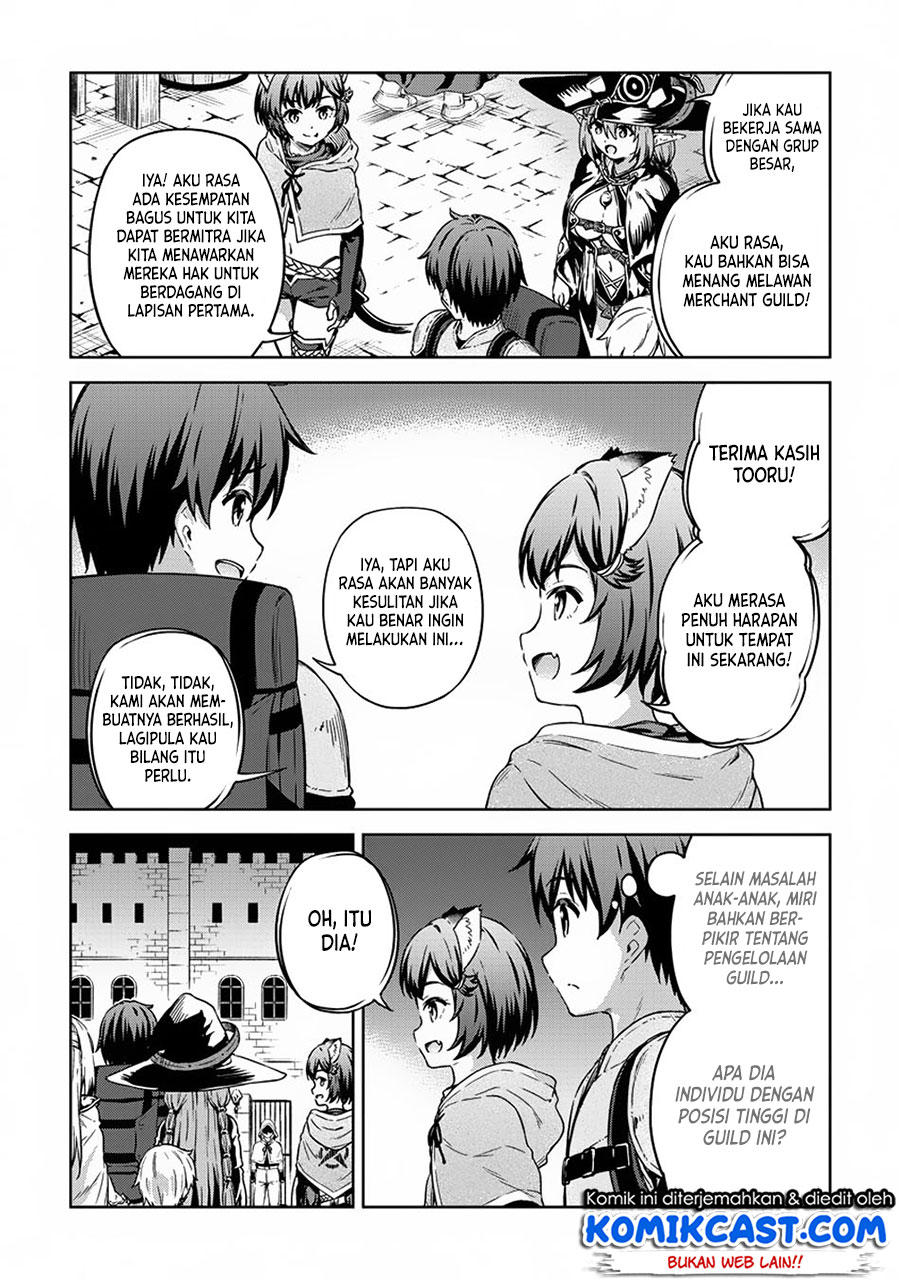 JIKA KAU
BEKERJA SAMA
DENGAN GRUP
BESAR,
AKU RASA,
KAU BAHKAN BISA
MENANG MELAWAN
MERCHANT GUILD!
IYA! AKU RASA
ADA KESEMPATAN
BAGUS UNTUK KITA
DAPAT BERMITRA JIKA
KITA MENAWARKAN
MEREKA HAK UNTUK
BERDAGANG DI
LAPISAN PERTAMA.
TERIMA KASIH
TOORU!
AKU MERASA
PENUH HARAPAN
UNTUK TEMPAT
INI SEKARANG!
IYA, TAPI AKU
RASA AKAN BANYAK
KESULITAN JIKA
KAU BENAR INGIN
MELAKUKAN INI...
TIDAK, TIDAK,
KAMI AKAN MEM-
BUATNYA BERHASIL,
LAGIPULA KAU
BILANG ITU
PERLU.
SELAIN MASALAH
ANAK-ANAK, MIRI
BAHKAN BER-
PIKIR TENTANG
PENGELOLAAN
GUILD...
APA DIA
INDIVIDU DENGAN
POSISI TINGGI DI
GUILD INI?
OH, ITU
DIA!
Komik ini diterjemahkan & diedit oleh
KOMIKCAST.COM
BUKAN WEB LAIN!!